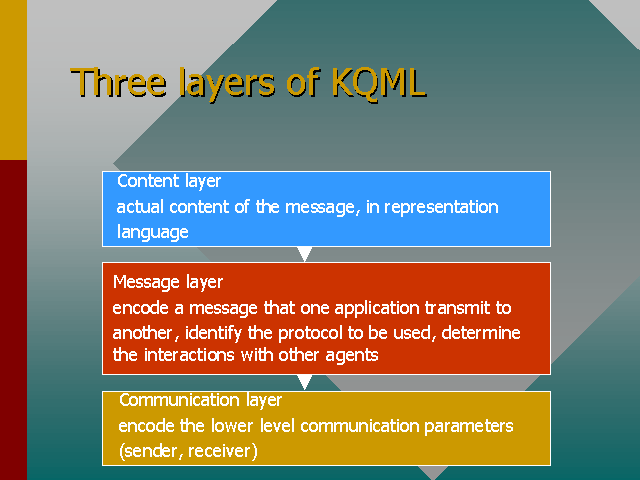 Three layers of KQML
Content layer
actual content of the message, in representation
language
Message layer
encode a message that one application transmit to
another, identify the protocol to be used, determine
the interactions with other agents
Communication layer
encode the lower level communication parameters
(sender, receiver)